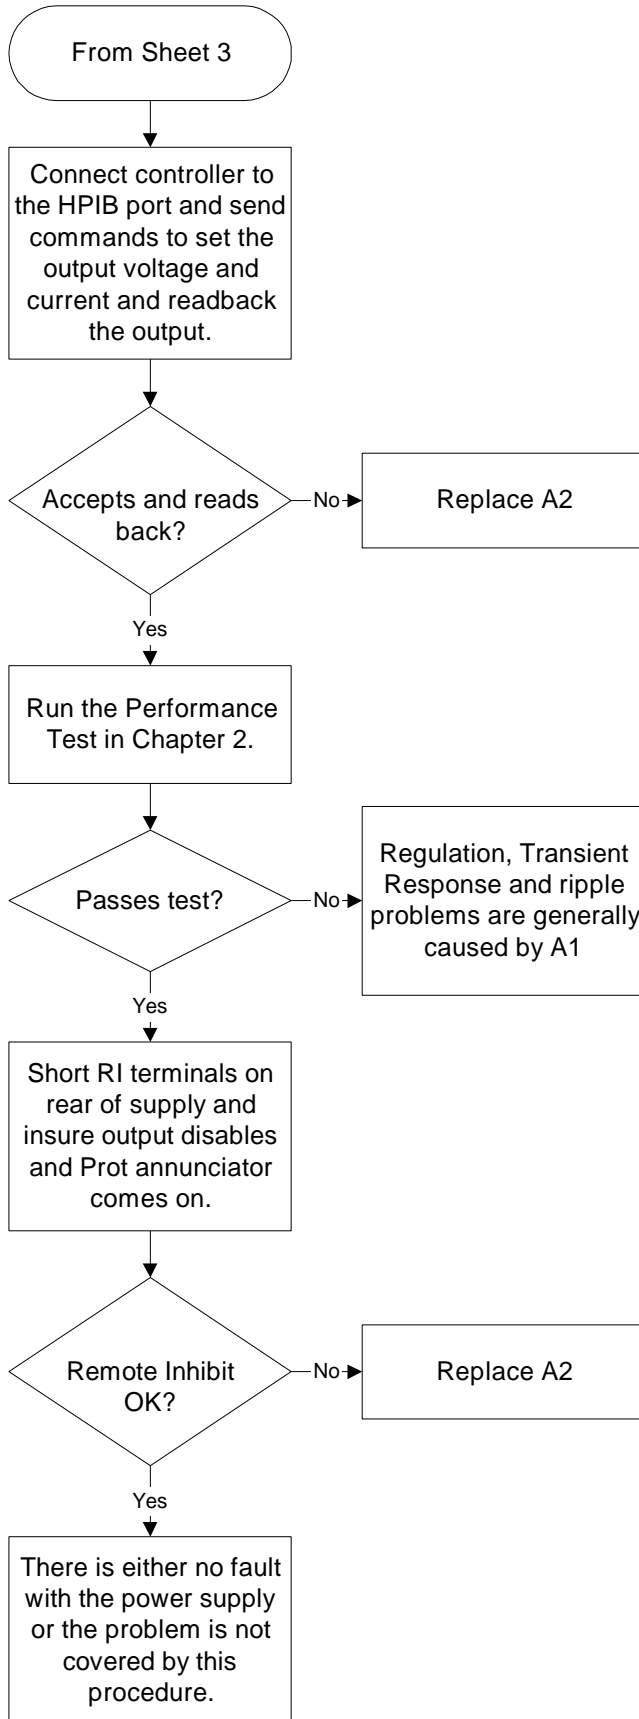 From Sheet 3
Connect controller to
the HPIB port and send
commands to set the
output voltage and
current and readback
the output.
Accepts and reads
back?
No
Replace A2
Yes
Run the Performance
Test in Chapter 2.
Passes test?
No
Regulation, Transient
Response and ripple
problems are generally
caused by A1
Yes
Short RI terminals on
rear of supply and
insure output disables
and Prot annunciator
comes on.
Remote Inhibit
OK?
No
Replace A2
Yes
There is either no fault
with the power supply
or the problem is not
covered by this
procedure.